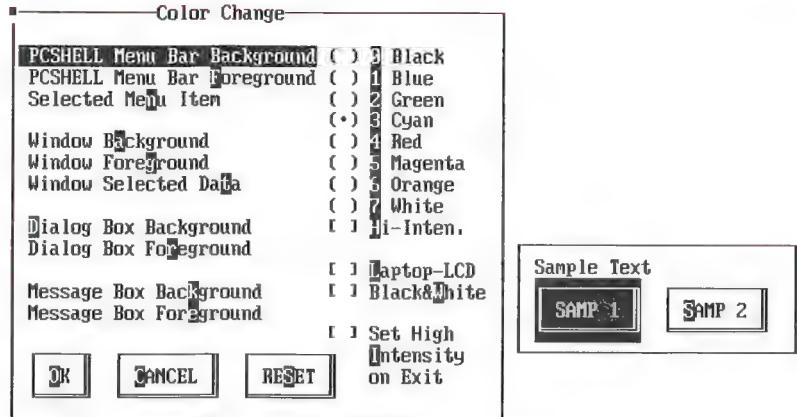 Color Change
PCSHELL Menu Bar Background ( ) 0 Black
PCSHELL Menu Bar Foreground ( ) 1 Blue
Selected Menu Item ( ) 2 Green
(•) 3 Cyan
Window Background ( ) 4 Red
Window Foreground ( ) 5 Magenta
Window Selected Data ( ) 6 Orange
( ) 7 White
Dialog Box Background [ ] Hi-Inten.
Dialog Box Foreground
[ ] Laptop-LCD
Message Box Background [ ] Black&White
Message Box Foreground
[ ] Set High
Intensity
on Exit
OK CANCEL RESET
Sample Text
SAMP 1 SAMP 2